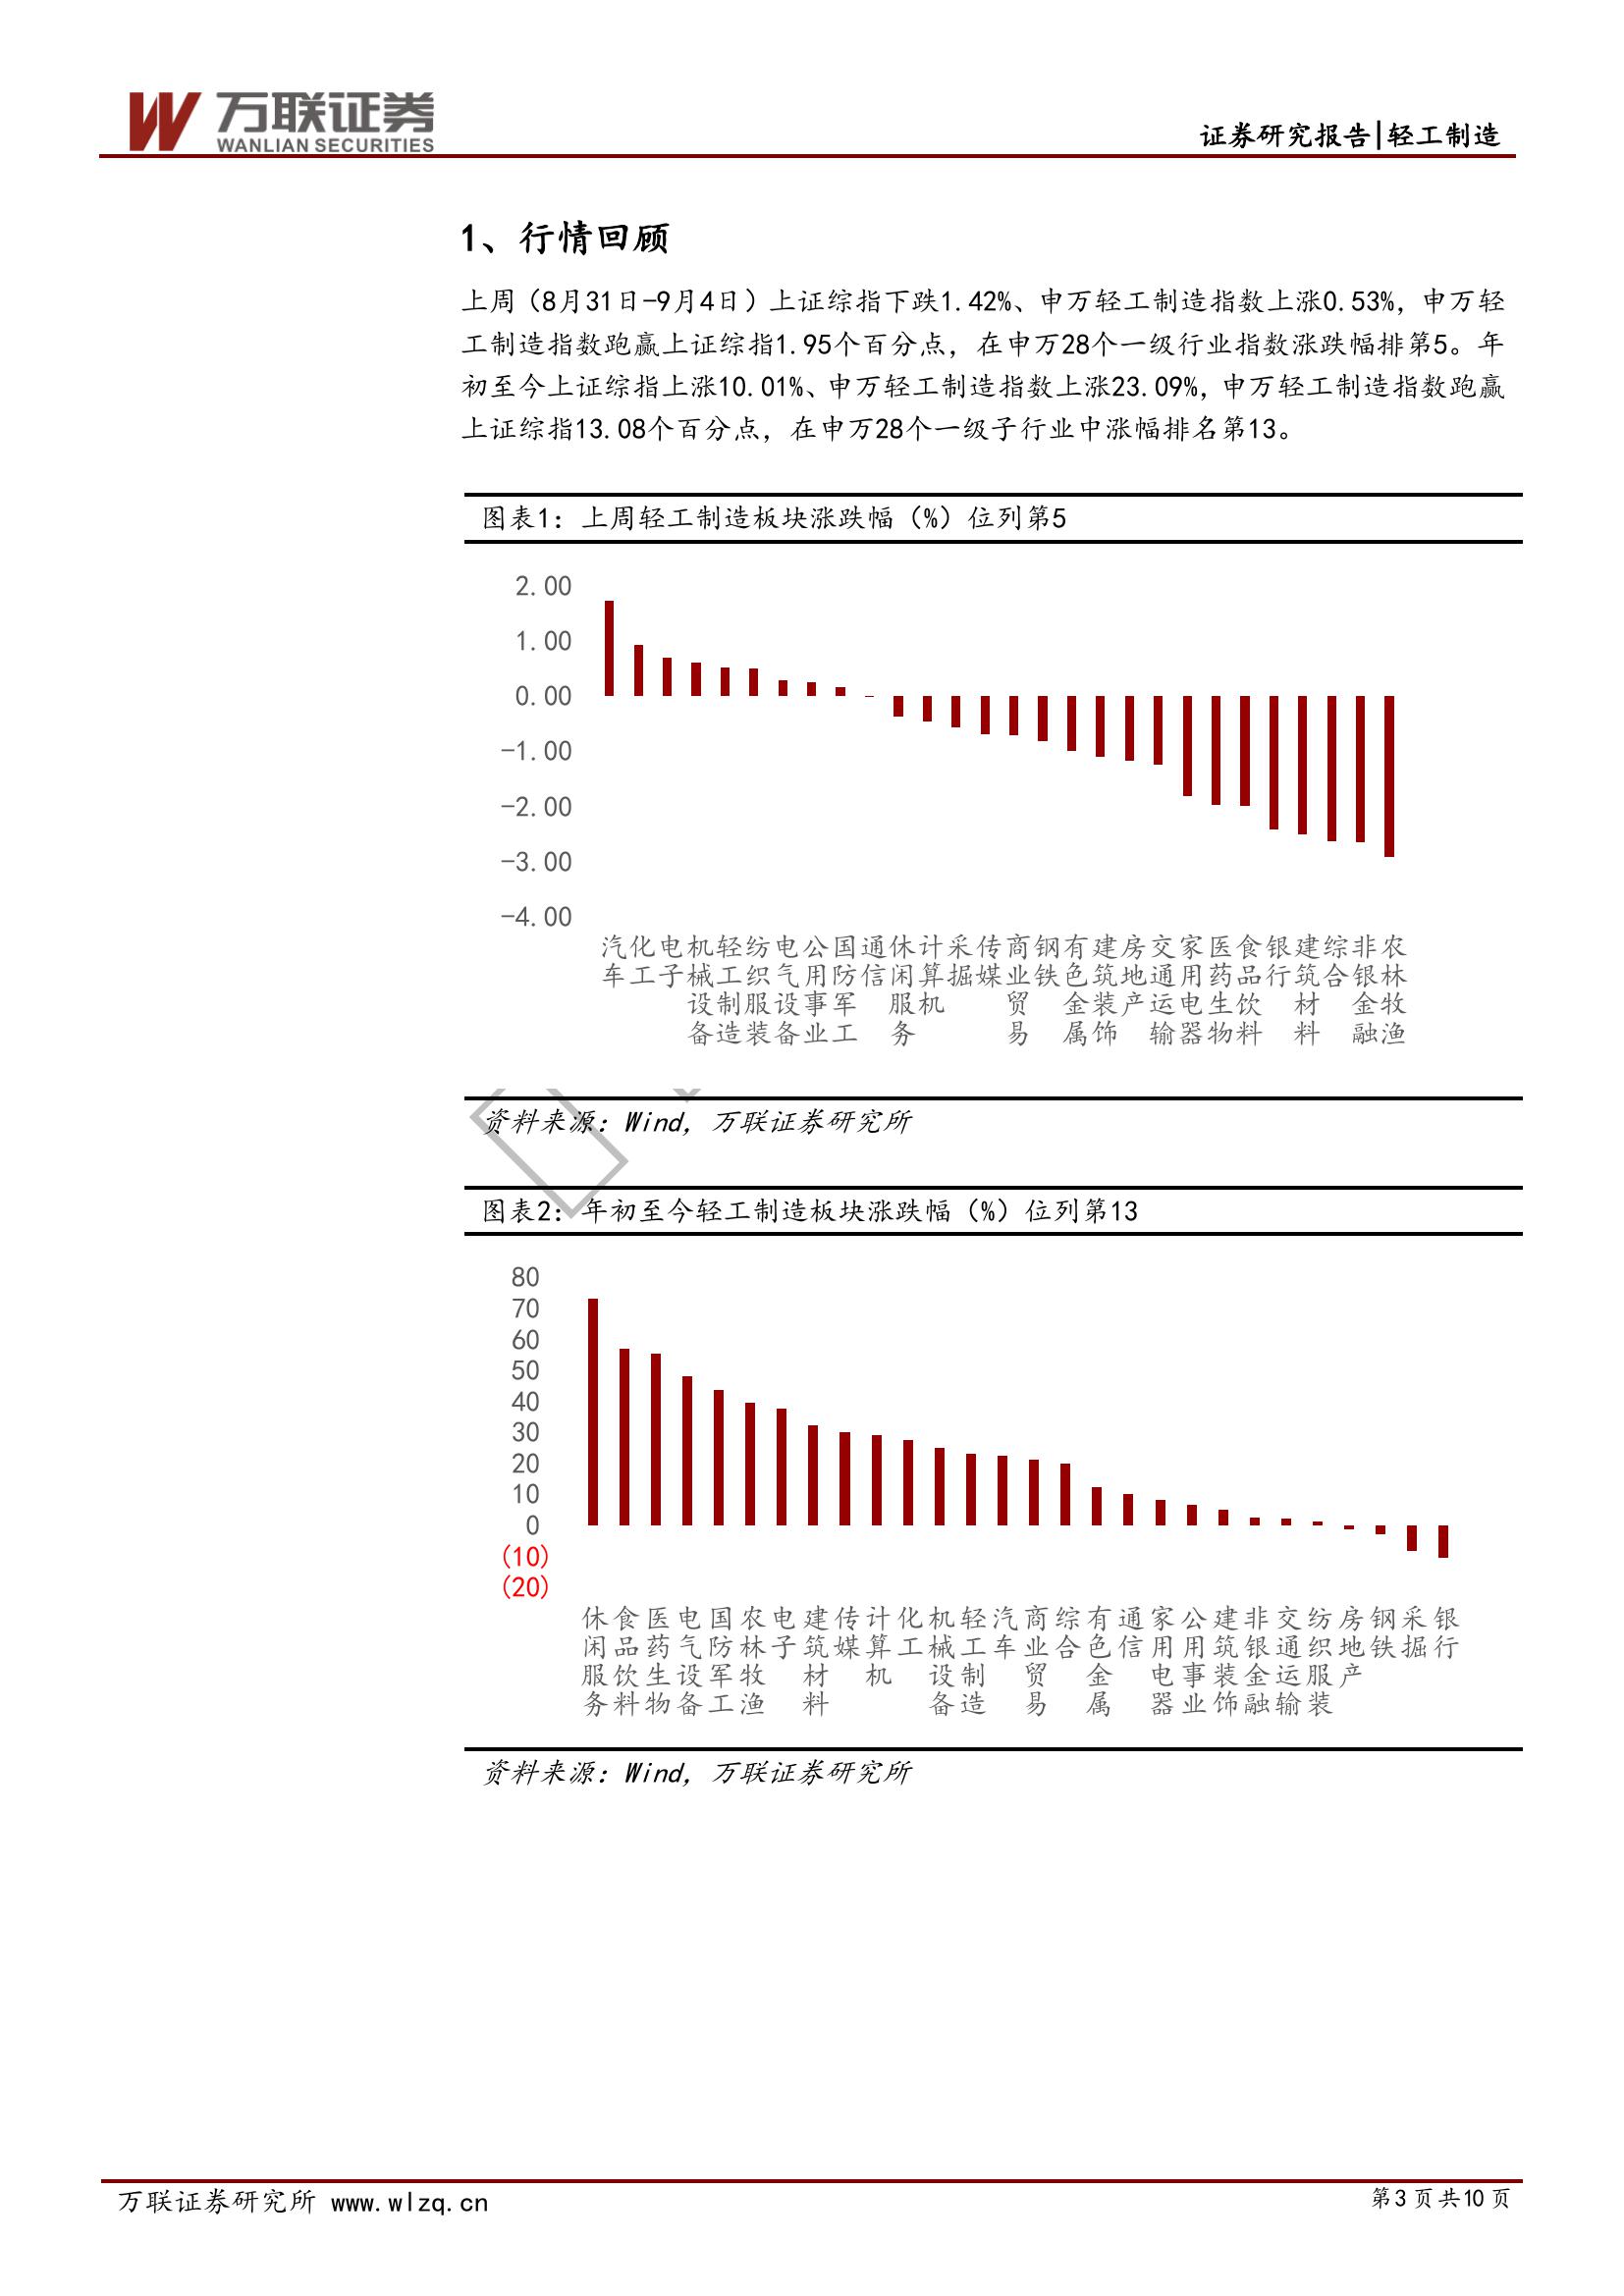 万联证券
WANLIAN SECURITIES
证券研究报告|轻工制造
1、行情回顾
上周（8月31日-9月4日）上证综指下跌1.42%、申万轻工制造指数上涨0.53%，申万轻
工制造指数跑赢上证综指1.95个百分点，在申万28个一级行业指数涨跌幅排第5。年
初至今上证综指上涨10.01%、申万轻工制造指数上涨23.09%，申万轻工制造指数跑赢
上证综指13.08个百分点，在申万28个一级子行业中涨幅排名第13。
图表1：上周轻工制造板块涨跌幅（%）位列第5
2.00
1.00
0.00
-1.00
-2.00
-3.00
-4.00
汽车
化工
电子
机械设备
轻工制造
纺织服装
电气设备
公用事业
国防军工
通信
休闲服务
计算机
采掘
传媒
商业贸易
钢铁
有色金属
建筑装饰
房地产
交通运输
家用电器
医药生物
食品饮料
银行
建筑材料
综合
非银金融
农林牧渔
资料来源：Wind，万联证券研究所
图表2：年初至今轻工制造板块涨跌幅（%）位列第13
80
70
60
50
40
30
20
10
0
(10)
(20)
休闲服务
食品饮料
医药生物
电气设备
国防军工
农林牧渔
电子
建筑材料
传媒
计算机
化工
机械设备
轻工制造
汽车
商业贸易
综合
有色金属
通信
家用电器
公用事业
建筑装饰
非银金融
交通运输
纺织服装
房地产
钢铁
采掘
银行
资料来源：Wind，万联证券研究所
万联证券研究所 www.wlzq.cn
第 3 页 共 10 页